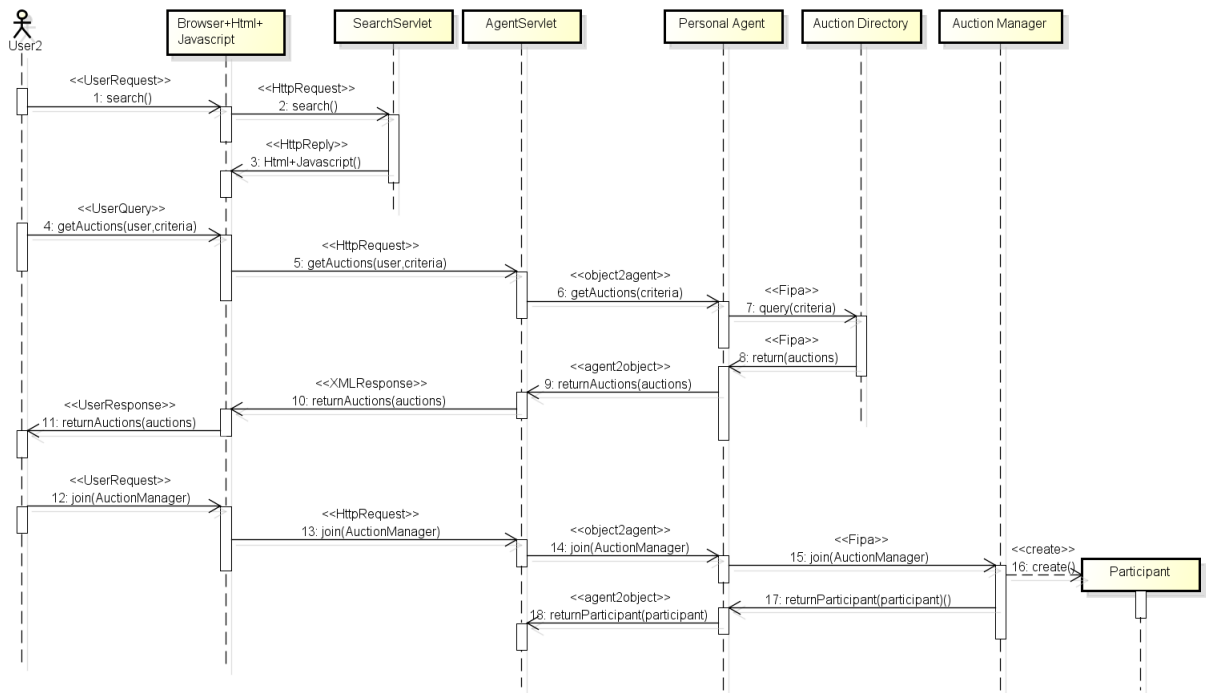 User2
Browser+Html+
Javascript
SearchServlet
AgentServlet
Personal Agent
Auction Directory
Auction Manager
<<UserRequest>>
1: search()
<<HttpRequest>>
2: search()
<<HttpReply>>
3: Html+Javascript()
<<UserQuery>>
4: getAuctions(user,criteria)
<<HttpRequest>>
5: getAuctions(user,criteria)
<<object2agent>>
6: getAuctions(criteria)
<<Fipa>>
7: query(criteria)
<<Fipa>>
8: return(auctions)
<<agent2object>>
9: returnAuctions(auctions)
<<XMLResponse>>
10: returnAuctions(auctions)
<<UserResponse>>
11: returnAuctions(auctions)
<<UserRequest>>
12: join(AuctionManager)
<<HttpRequest>>
13: join(AuctionManager)
<<object2agent>>
14: join(AuctionManager)
<<Fipa>>
15: join(AuctionManager)
<<create>>
16: create()
Participant
17: returnParticipant(participant)()
<<agent2object>>
18: returnParticipant(participant)